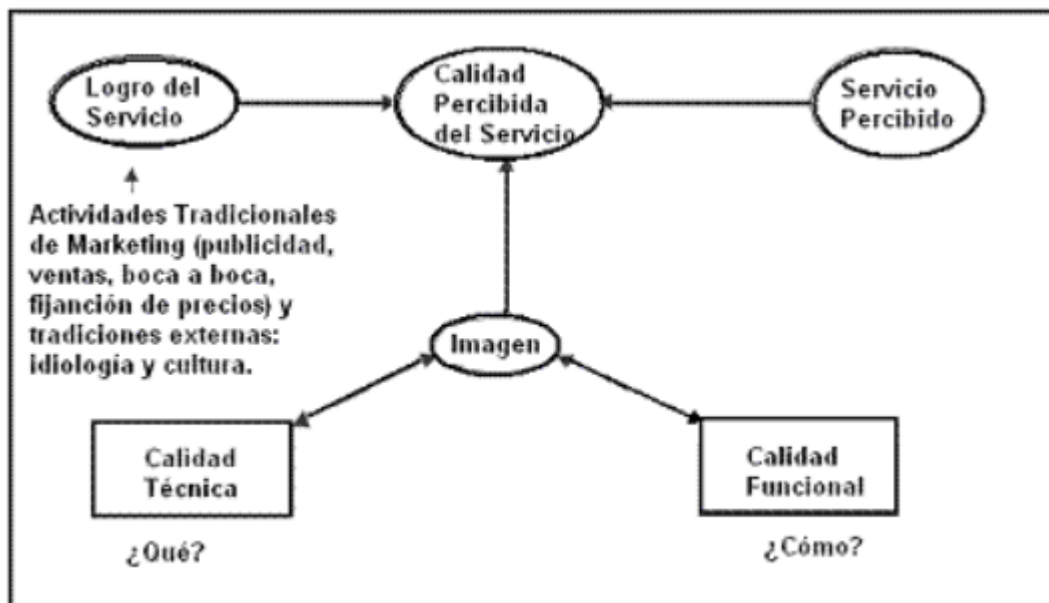 Logro del
Servicio
Calidad
Percibida
del Servicio
Servicio
Percibido
Actividades Tradicionales
de Marketing (publicidad,
ventas, boca a boca,
fijanción de precios) y
tradiciones externas:
idiología y cultura.
Imagen
Calidad
Técnica
¿Qué?
Calidad
Funcional
¿Cómo?